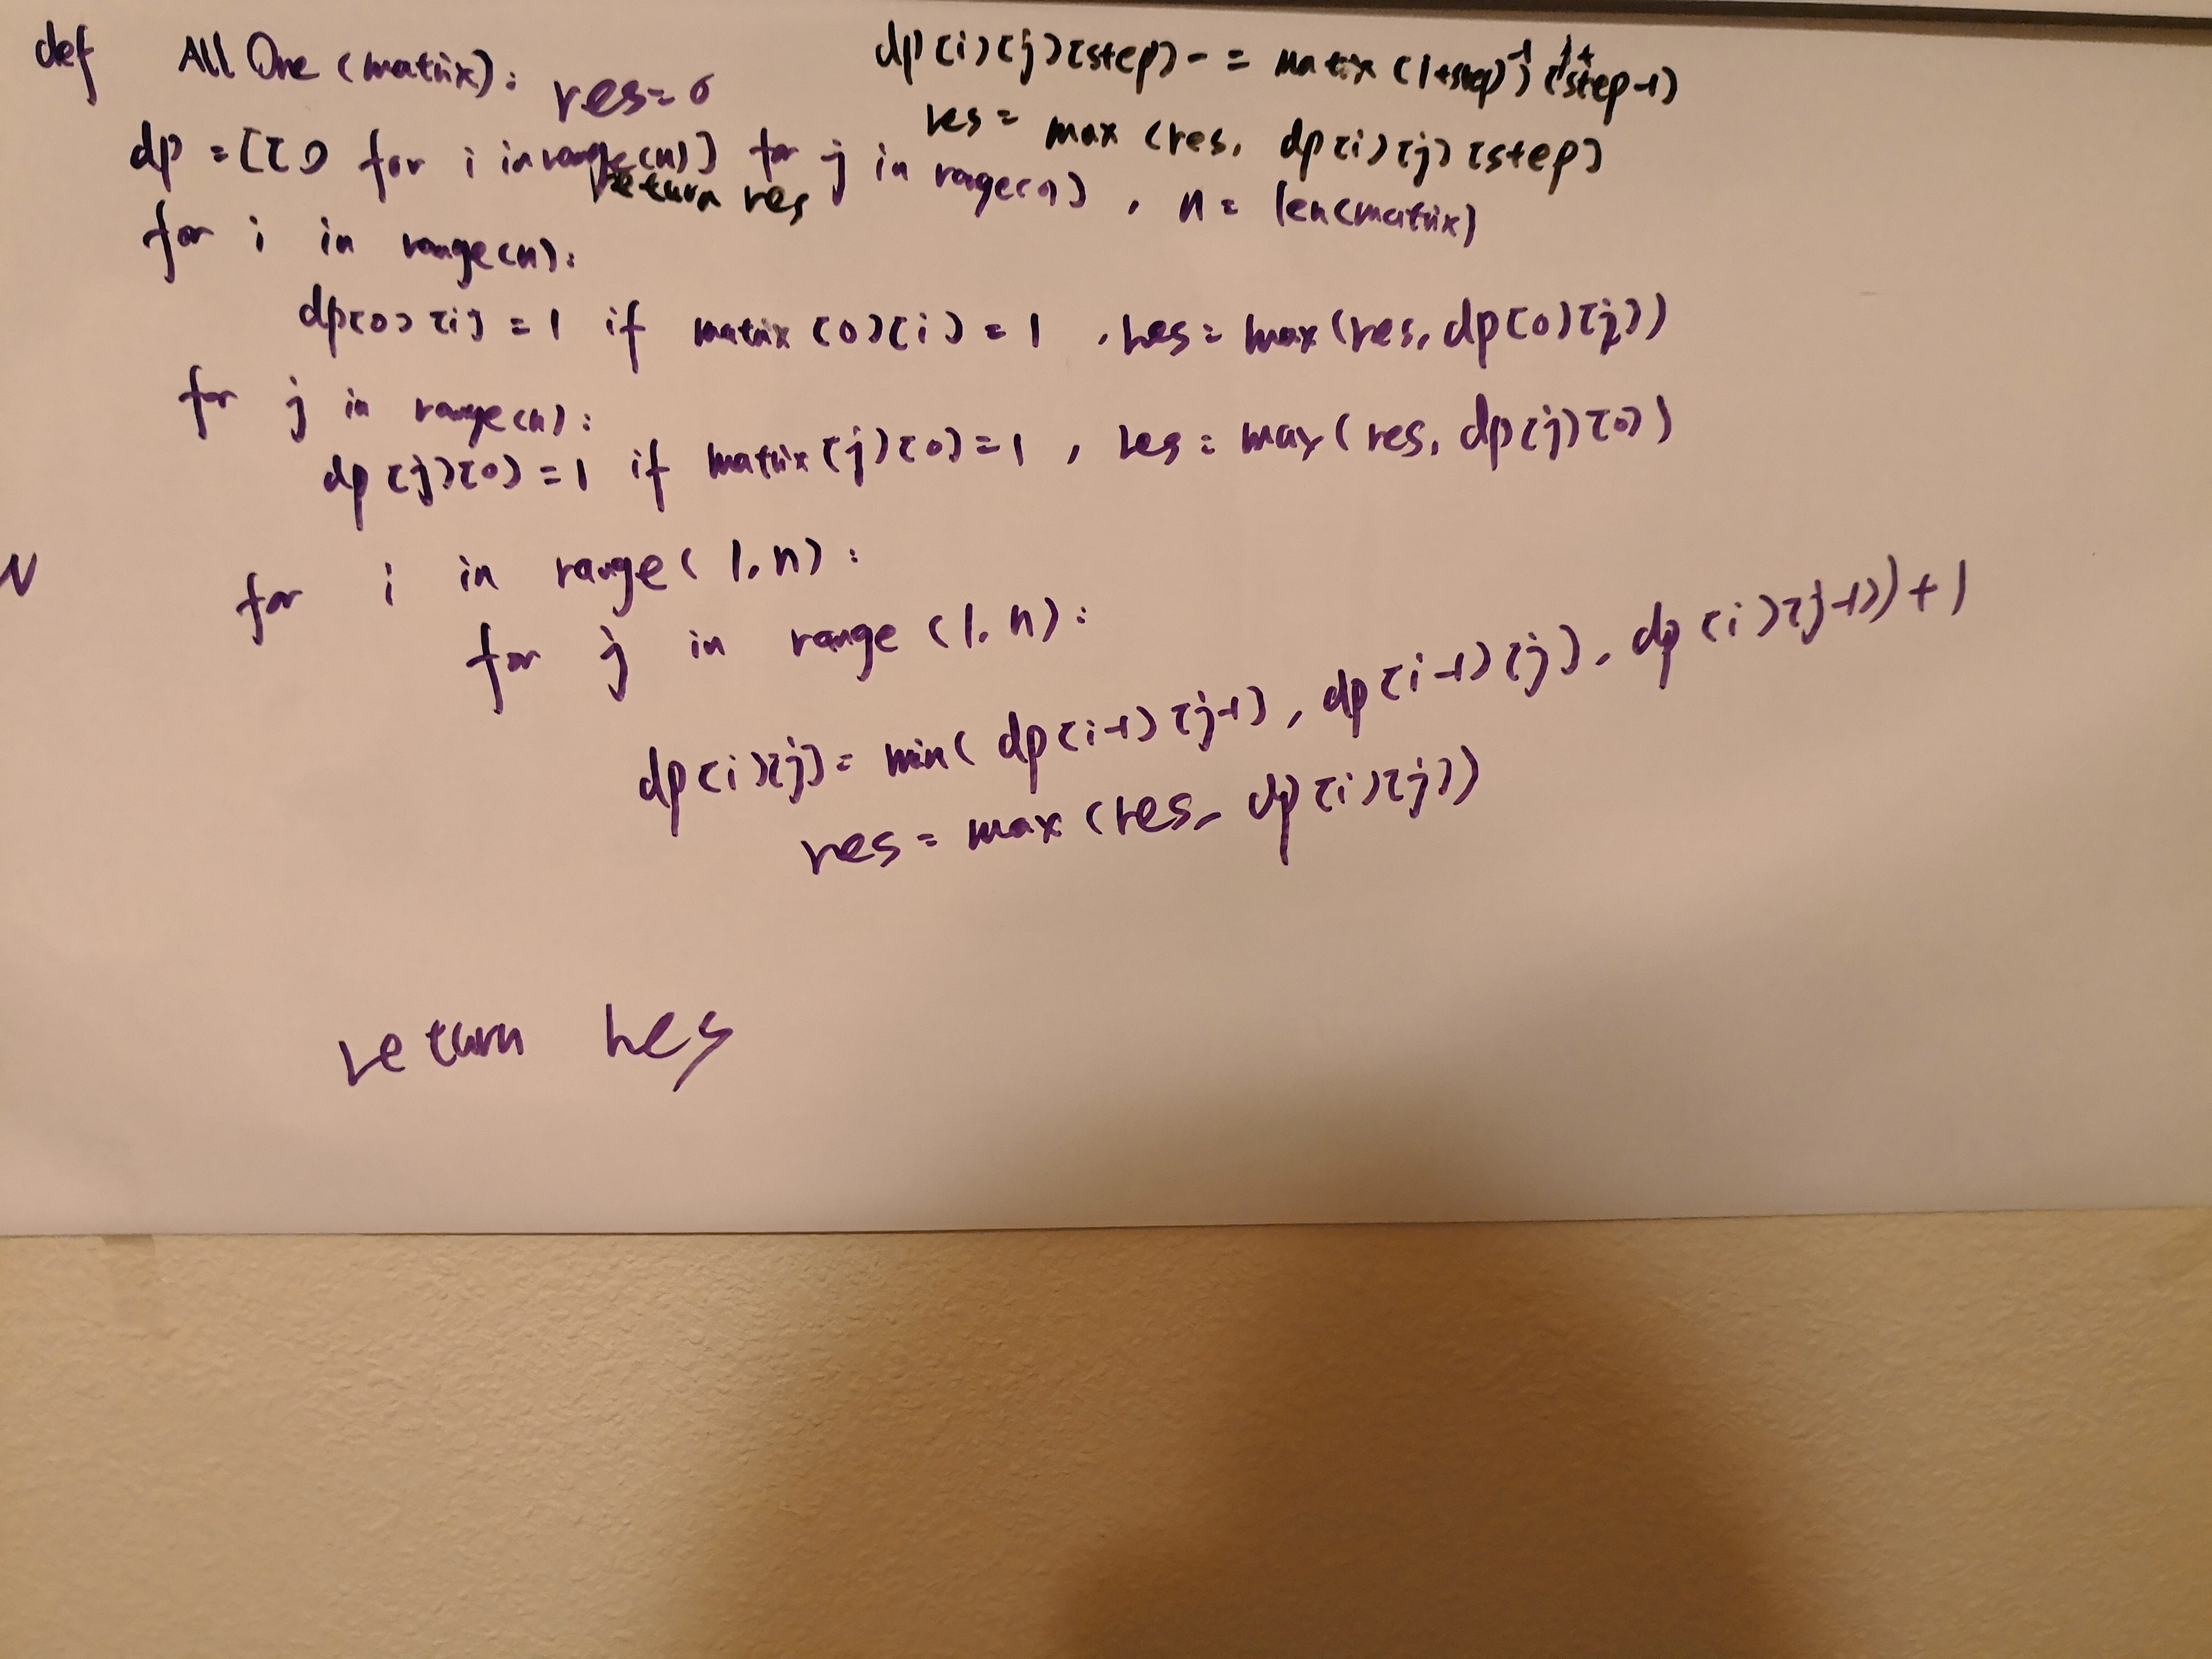 def All One (matrix): res=0
dp[i][j][step] -= matrix (1+step)-1) (step-1)
res = max (res, dp[i][j][step]
dp = [[] for i in range(n)] for j in range(n)], n = len(matrix)
return res
for i in range(n):
dp[0][i] = 1 if matrix[0][i] = 1, res = max(res, dp[0][j])
for j in range(n):
dp[j][0] = 1 if matrix[j][0] = 1, res = max(res, dp[j][0])
N
for i in range(1, n):
for j in range(1, n):
dp[i][j] = min( dp[i-1][j-1], dp[i-1][j], dp[i][j-1]) + 1
res = max(res, dp[i][j])
return res